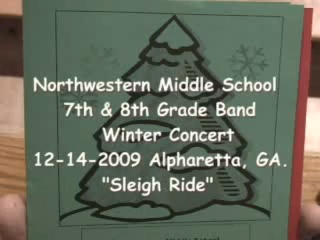 Northwestern Middle School
7th & 8th Grade Band
Winter Concert
12-14-2009 Alpharetta, GA.
"Sleigh Ride"